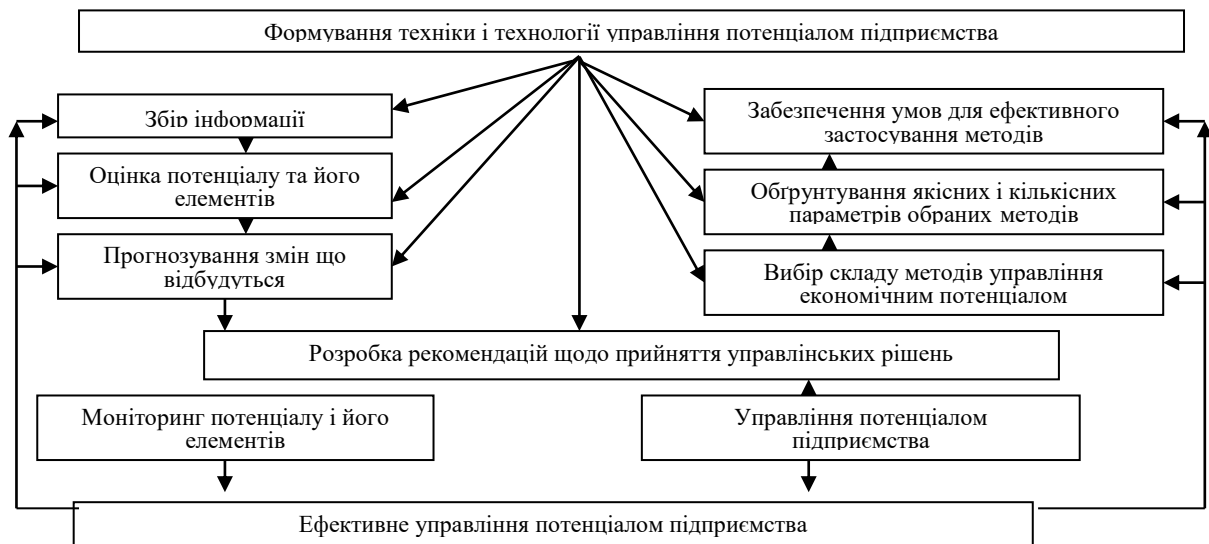 Формування техніки і технології управління потенціалом підприємства
Збір інформації
Оцінка потенціалу та його
елементів
Прогнозування змін що
відбудуться
Забезпечення умов для ефективного
застосування методів
Обґрунтування якісних і кількісних
параметрів обраних методів
Вибір складу методів управління
економічним потенціалом
Розробка рекомендацій щодо прийняття управлінських рішень
Моніторинг потенціалу і його
елементів
Управління потенціалом
підприємства
Ефективне управління потенціалом підприємства